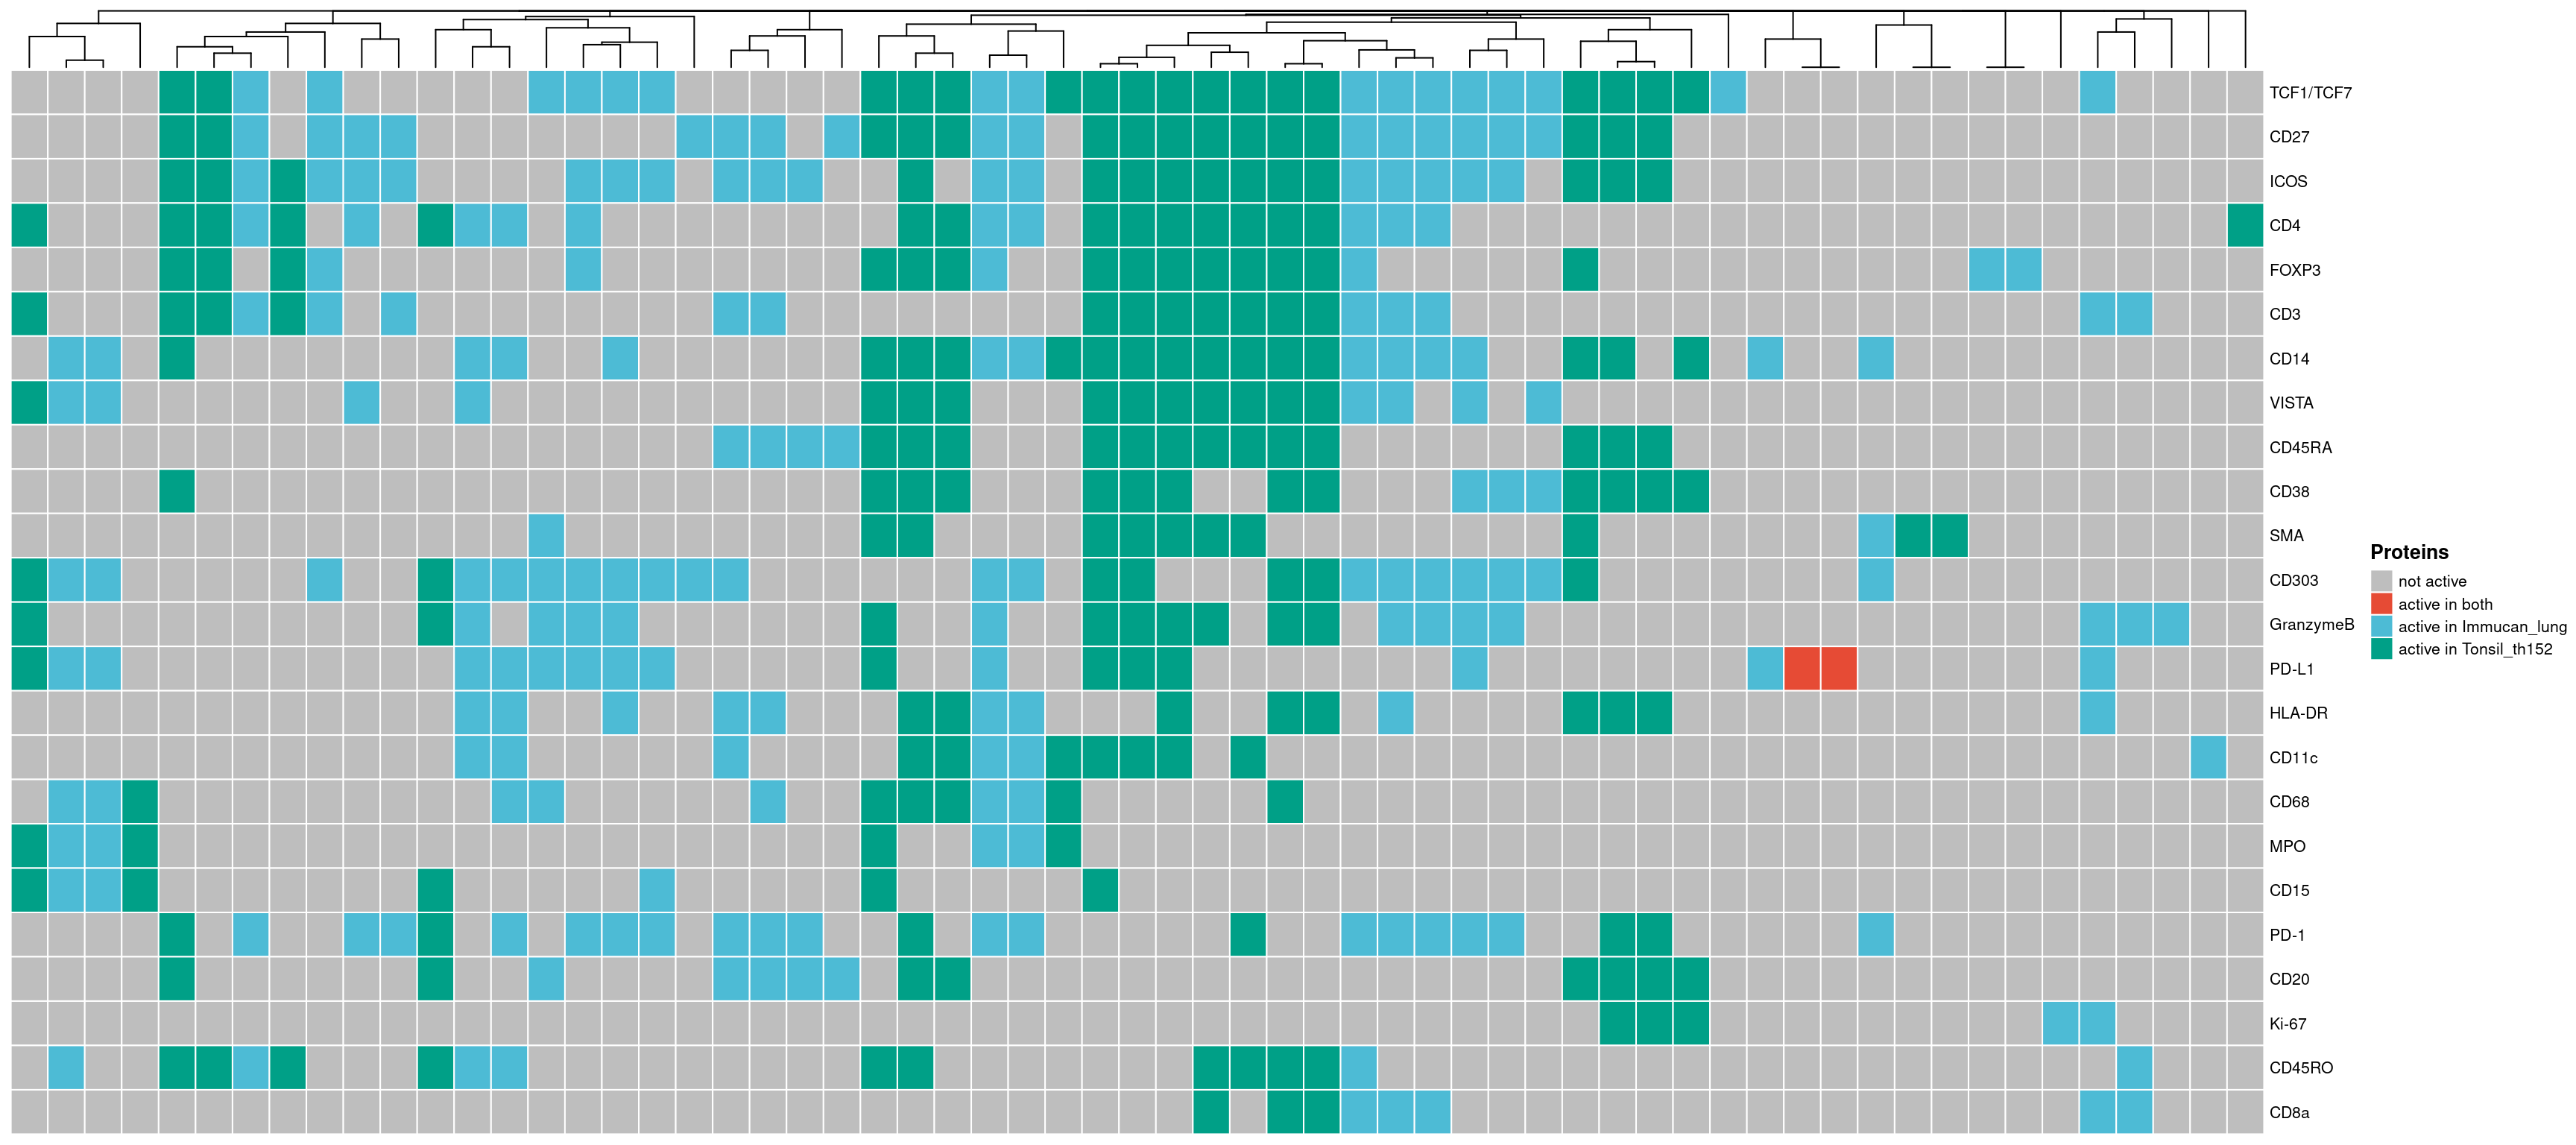 TCF1/TCF7
CD27
ICOS
CD4
FOXP3
CD3
CD14
VISTA
CD45RA
CD38
SMA
CD303
GranzymeB
PD-L1
HLA-DR
CD11c
CD68
MPO
CD15
PD-1
CD20
Ki-67
CD45RO
CD8a
Proteins
not active
active in both
active in Immucan_lung
active in Tonsil_th152